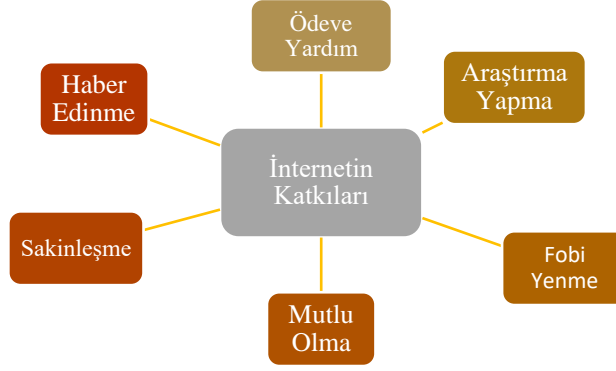 Ödeve
Yardım
Araştırma
Yapma
Haber
Edinme
İnternetin
Katkıları
Sakinleşme
Fobi
Yenme
Mutlu
Olma